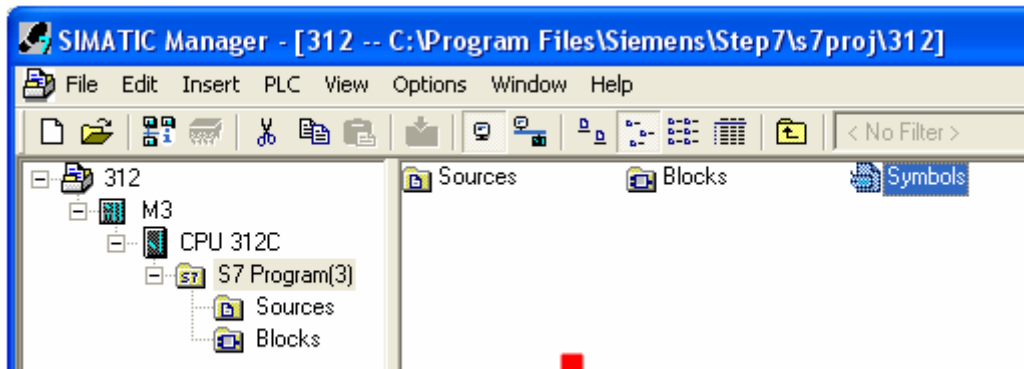 SIMATIC Manager - [312 -- C:\Program Files\Siemens\Step7\s7proj\312]
File Edit Insert PLC View Options Window Help
< No Filter >
312
M3
CPU 312C
S7 Program(3)
Sources
Blocks
Sources Blocks Symbols